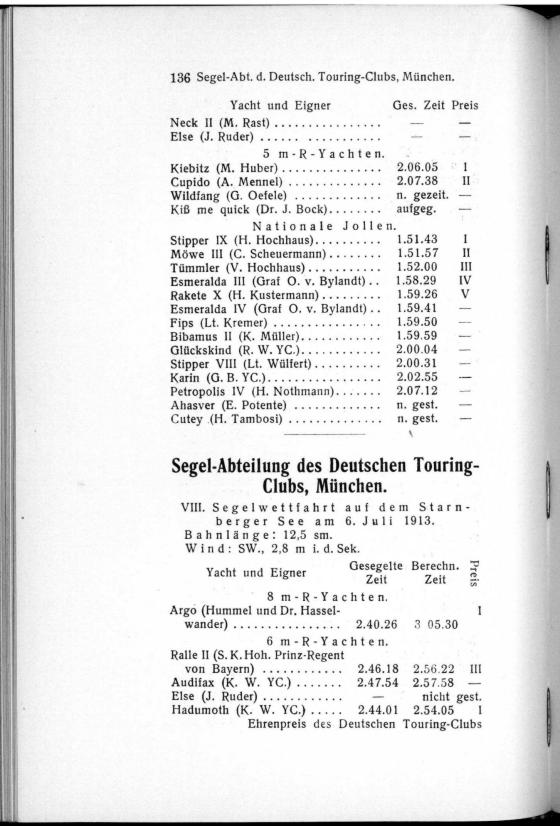 136 Segel-Abt. d. Deutsch. Touring-Clubs, München.
Yacht und Eigner Ges. Zeit Preis
Neck II (M. Rast) ................ — —
Else (J. Ruder) ...... ............ — —
5 m-R-Yachten.
Kiebitz (M. Huber) ............... 2.06.05 I
Cupido (A. Mennel) .............. 2.07.38 II
Wildfang (G. Oefele) ............. n. gezeit. —
Kiß me quick (Dr. J. Bock)........ aufgeg. —
Nationale Jollen.
Stipper IX (H. Hochhaus).......... 1.51.43 I
Möwe III (C. Scheuermann)........ 1.51.57 II
Tümmler (V. Hochhaus)........... 1.52.00 III
Esmeralda III (Graf O. v. Bylandt).. 1.58.29 IV
Rakete X (H. Kustermann)......... 1.59.26 V
Esmeralda IV (Graf O. v. Bylandt).. 1.59.41 —
Fips (Lt. Kremer) ................ 1.59.50 —
Bibamus II (K. Müller)............ 1.59.59 —
Glückskind (R. W. YC.)............ 2.00.04 —
Stipper VIII (Lt. Wülfert).......... 2.00.31 —
Karin (G. B. YC.)................. 2.02.55 —
Petropolis IV (H. Nothmann)....... 2.07.12 —
Ahasver (E. Potente) ............. n. gest. —
Cutey (H. Tambosi) .............. n. gest. —
Segel-Abteilung des Deutschen Touring-
Clubs, München.
VIII. Segelwettfahrt auf dem Starn-
berger See am 6. Juli 1913.
Bahnlänge: 12,5 sm.
Wind: SW., 2,8 m i. d. Sek.
Yacht und Eigner Gesegelte Zeit Berechn. Zeit Preis
8 m-R-Yachten.
Argo (Hummel und Dr. Hassel- 1
wander) ................ 2.40.26 3 05.30
6 m-R-Yachten.
Ralle II (S. K. Hoh. Prinz-Regent
von Bayern) ............ 2.46.18 2.56.22 III
Audifax (K. W. YC.) ....... 2.47.54 2.57.58 —
Else (J. Ruder) ............ — nicht gest.
Hadumoth (K. W. YC.) ..... 2.44.01 2.54.05 1
Ehrenpreis des Deutschen Touring-Clubs